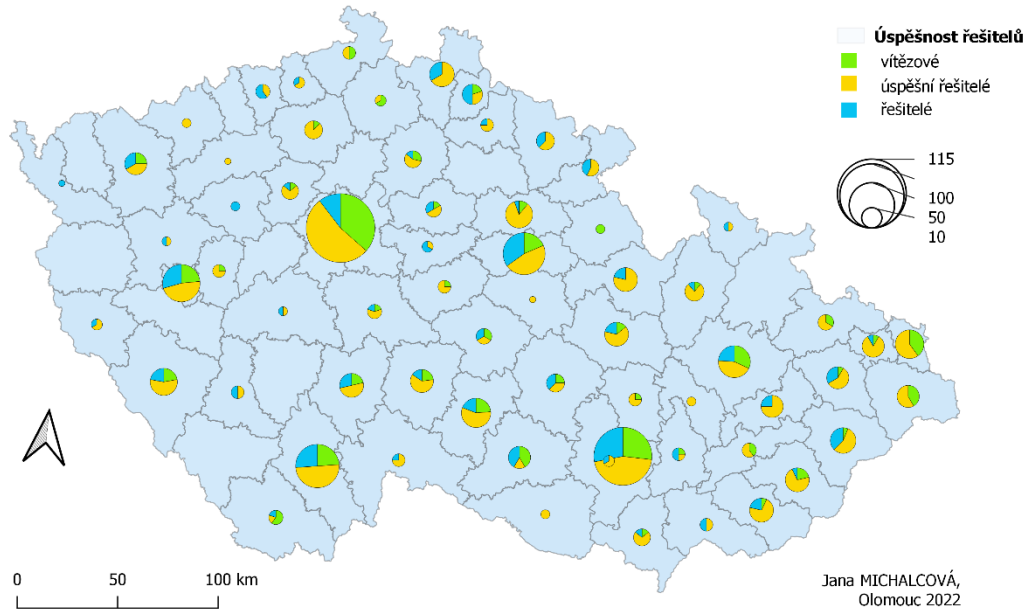 Úspěšnost řešitelů
vítězové
úspěšní řešitelé
řešitelé
115
100
50
10
0 50 100 km
Jana MICHALCOVÁ,
Olomouc 2022